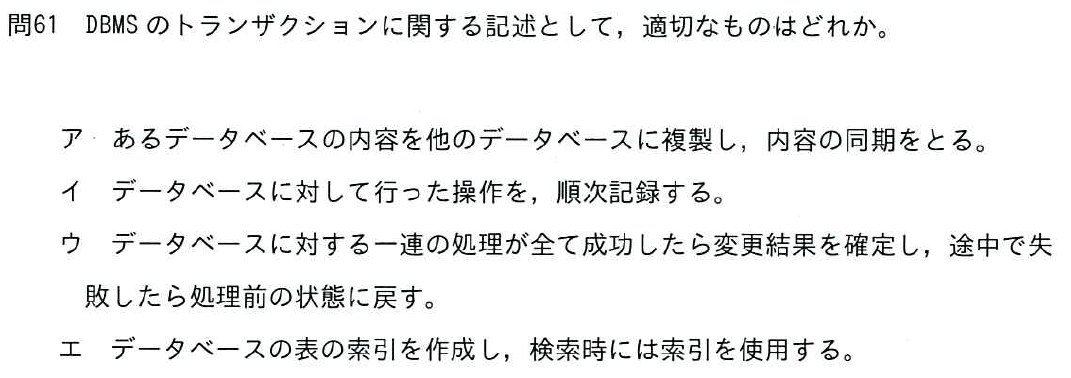 問61 DBMS のトランザクションに関する記述として，適切なものはどれか。
ア あるデータベースの内容を他のデータベースに複製し，内容の同期をとる。
イ データベースに対して行った操作を，順次記録する。
ウ データベースに対する一連の処理が全て成功したら変更結果を確定し，途中で失
敗したら処理前の状態に戻す。
エ データベースの表の索引を作成し，検索時には索引を使用する。